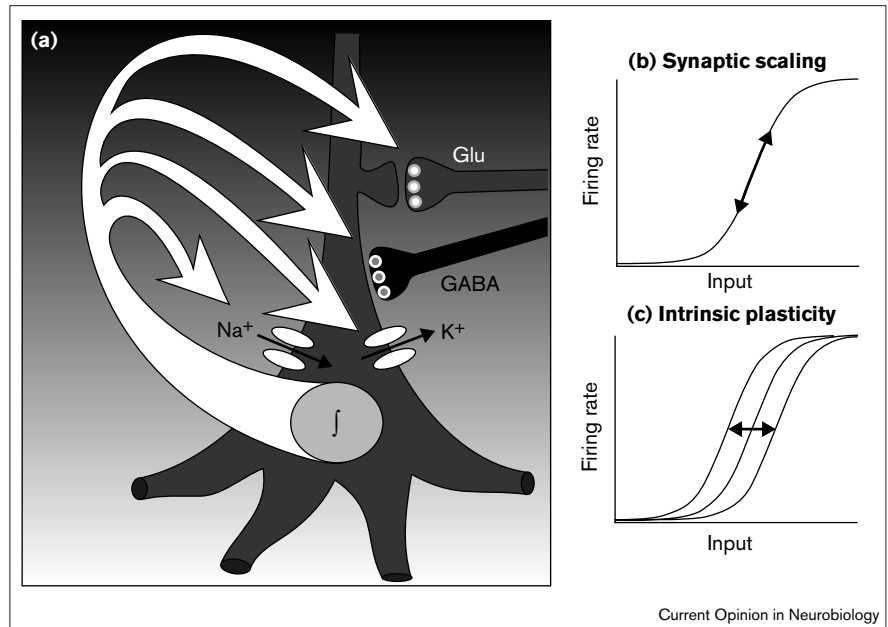 (a)
Glu
GABA
Na⁺
K⁺
∫
(b) Synaptic scaling
Firing rate
Input
(c) Intrinsic plasticity
Firing rate
Input
Current Opinion in Neurobiology